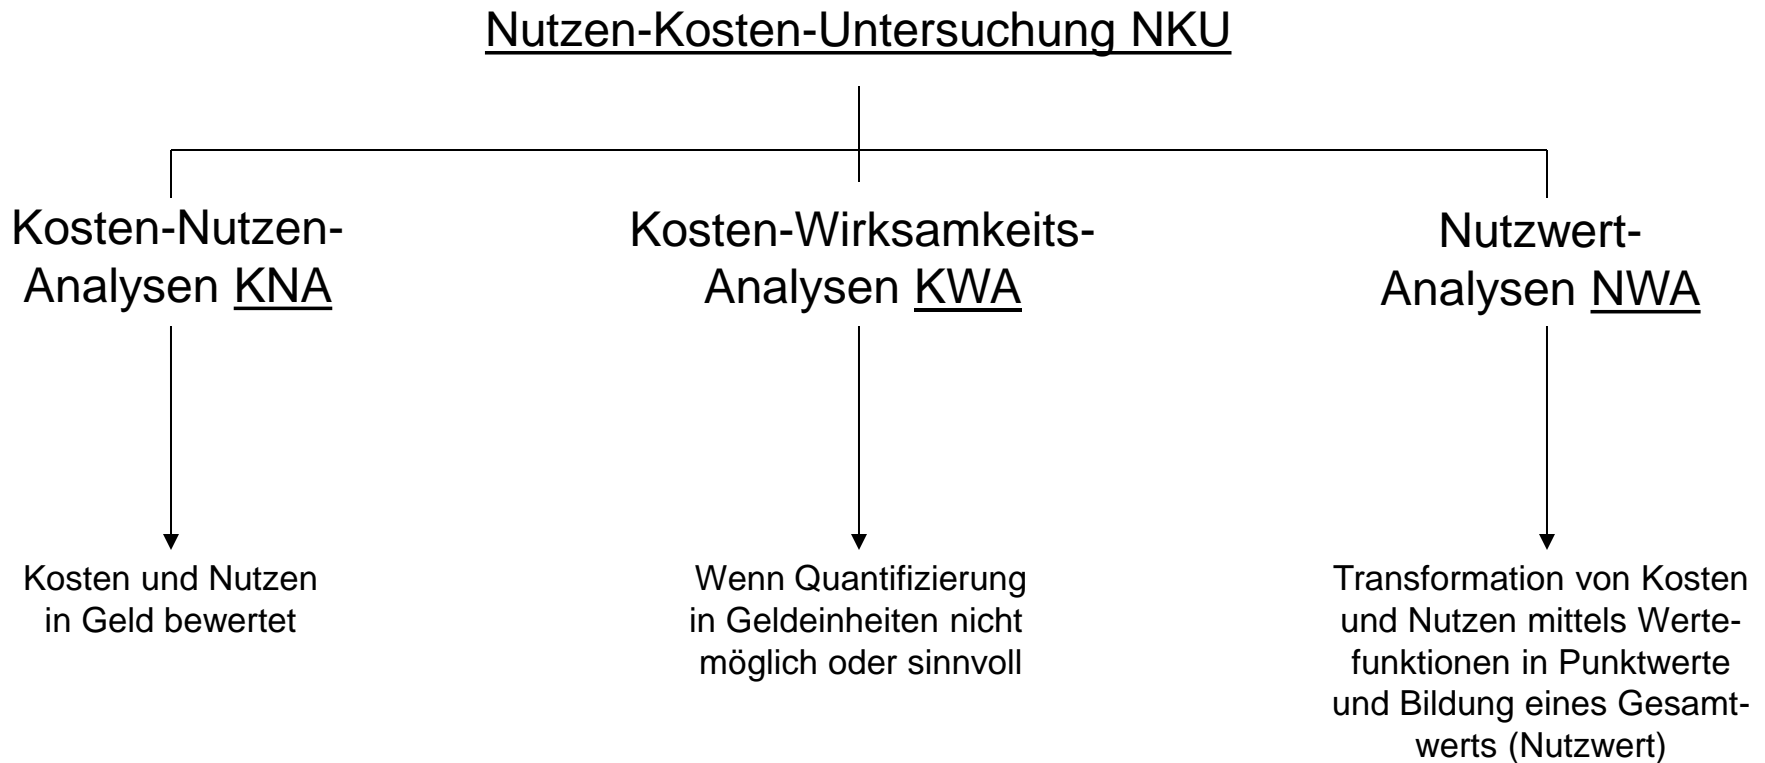 Nutzen-Kosten-Untersuchung NKU
Kosten-Nutzen-
Analysen KNA
Kosten-Wirksamkeits-
Analysen KWA
Nutzwert-
Analysen NWA
Kosten und Nutzen
in Geld bewertet
Wenn Quantifizierung
in Geldeinheiten nicht
möglich oder sinnvoll
Transformation von Kosten
und Nutzen mittels Werte-
funktionen in Punktwerte
und Bildung eines Gesamt-
werts (Nutzwert)